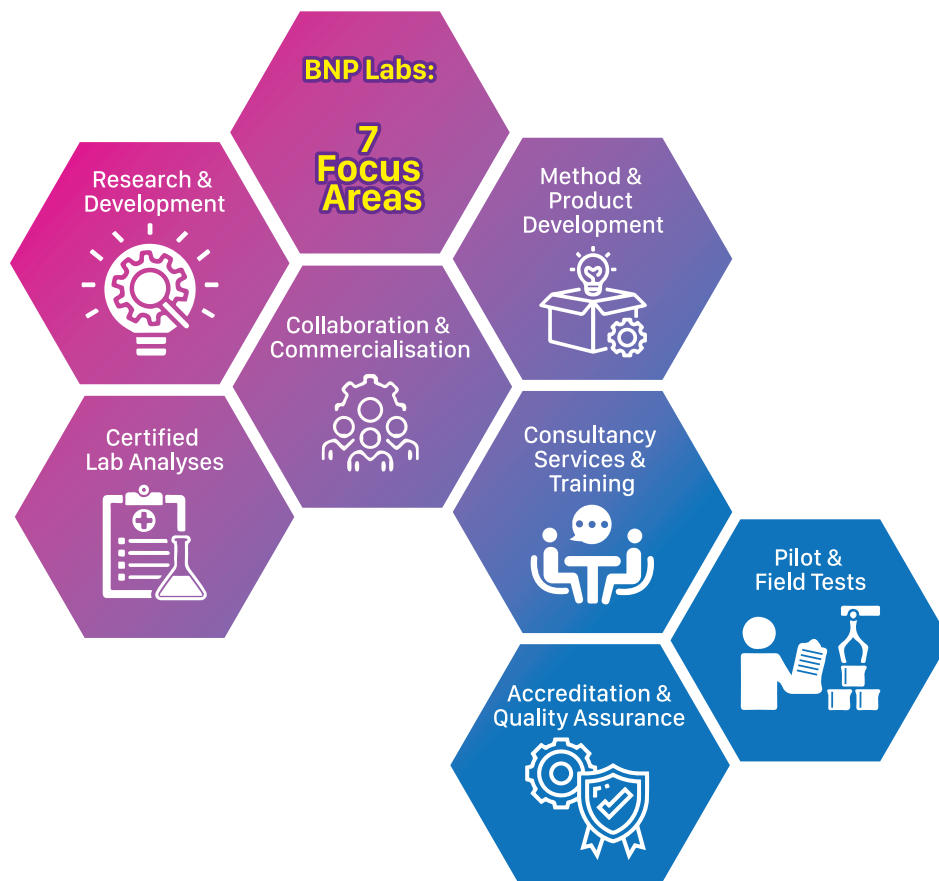 BNP Labs:
7
Focus
Areas
Research &
Development
Method &
Product
Development
Collaboration &
Commercialisation
Certified
Lab Analyses
Consultancy
Services &
Training
Pilot &
Field Tests
Accreditation &
Quality Assurance